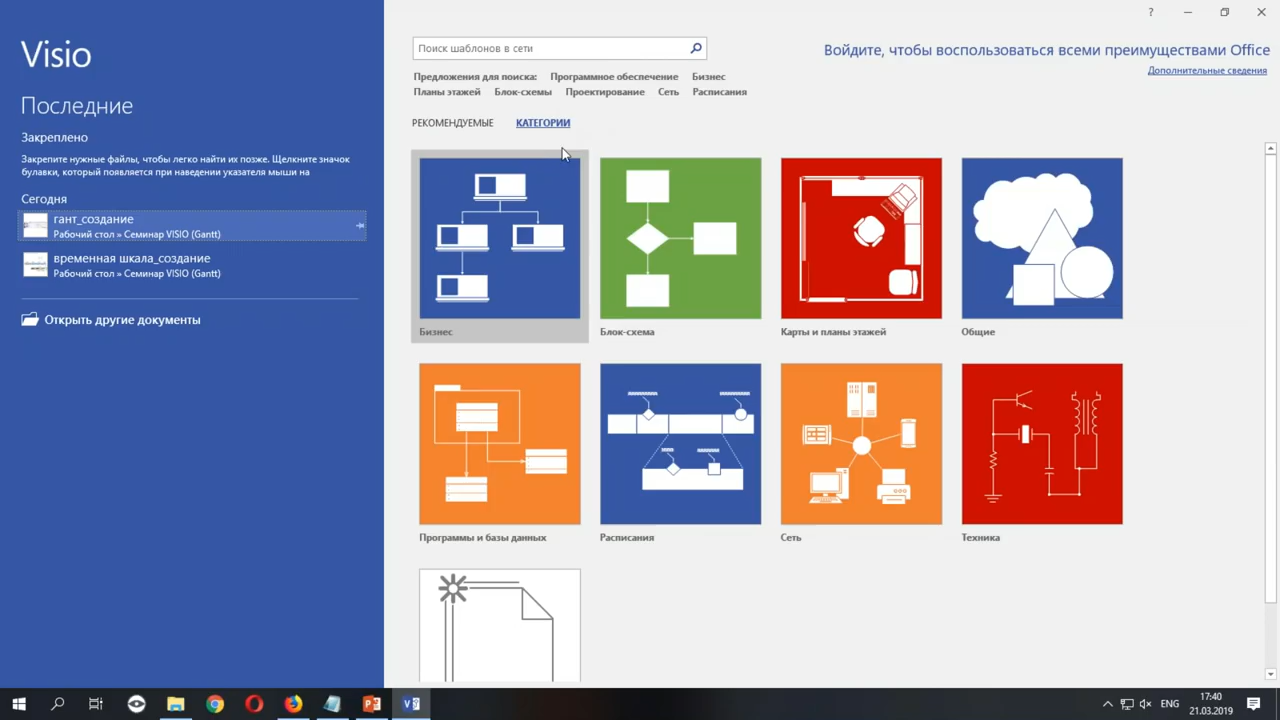 Visio
Последние
Закреплено
Закрепите нужные файлы, чтобы легко найти их позже. Щелкните значок
булавки, который появляется при наведении указателя мыши на
Сегодня
гант_создание
Рабочий стол » Семинар VISIO (Gantt)
временная шкала_создание
Рабочий стол » Семинар VISIO (Gantt)
Открыть другие документы
?
Поиск шаблонов в сети
Войдите, чтобы воспользоваться всеми преимуществами Office
Дополнительные сведения
Предложения для поиска: Программное обеспечение Бизнес
Планы этажей Блок-схемы Проектирование Сеть Расписания
РЕКОМЕНДУЕМЫЕ КАТЕГОРИИ
Бизнес Блок-схема Карты и планы этажей Общие
Программы и базы данных Расписания Сеть Техника
ENG
17:40
21.03.2019